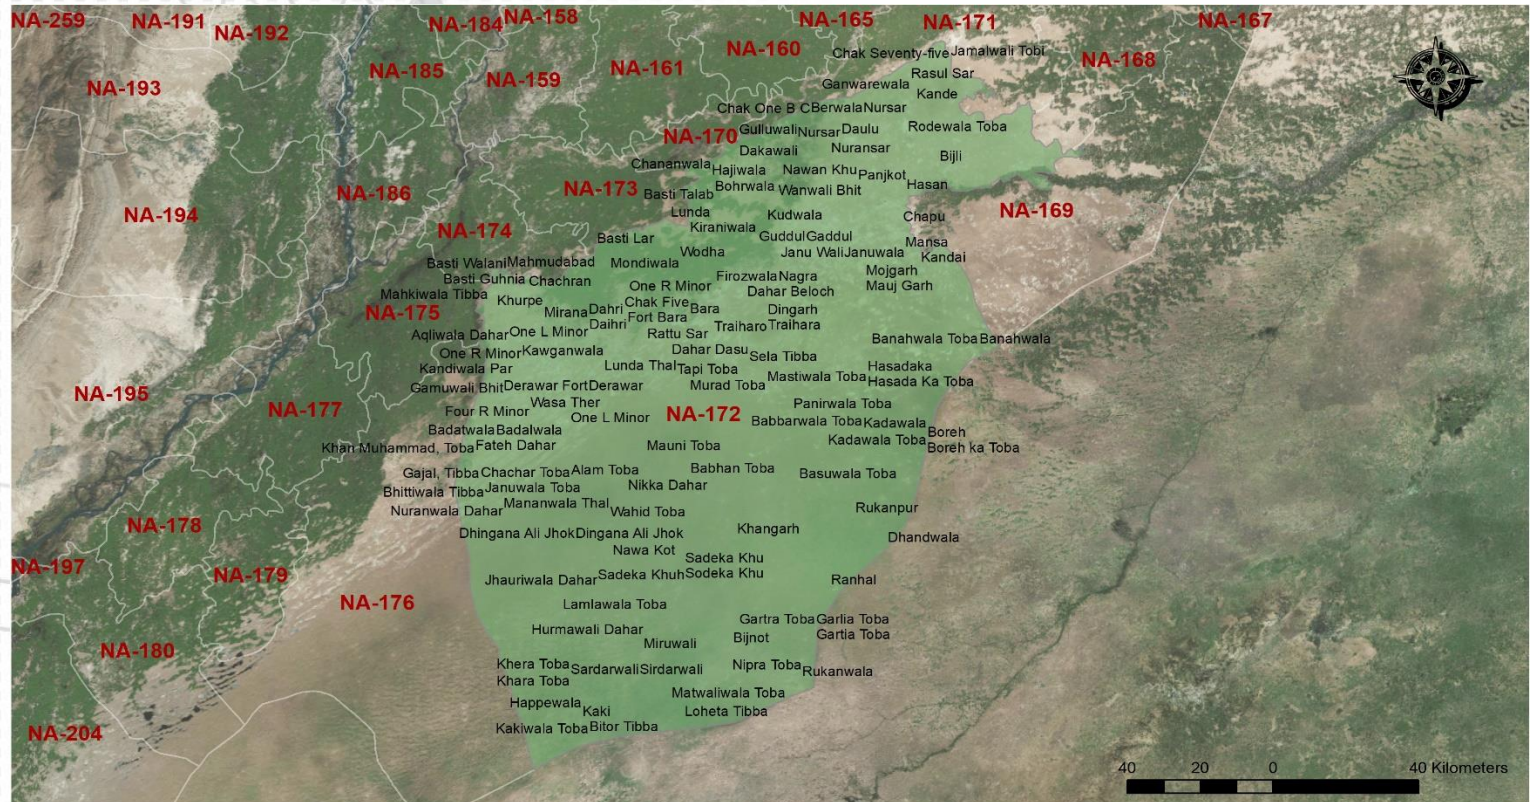 NA-259 NA-191 NA-192 NA-184 NA-158 NA-165 NA-171 NA-167
NA-160 Chak Seventy-five Jamalwali Tobi NA-168
NA-193 NA-185 NA-159 NA-161 Rasul Sar
Ganwarewala Kande
Chak One B C Berwala Nursar
NA-170 Gulluwali Nursar Daulu Rodewala Toba
Dakawali Nuransar Bijli
Chananwala Hajiwala Nawan Khu Panjkot
NA-186 NA-173 Basti Talab Bohrwala Wanwali Bhit Hasan
NA-194 Lunda Kudwala Chapu NA-169
NA-174 Kiraniwala
Basti Lar Guddul Gaddul Mansa
Wodha Janu Wali Januwala Kandai
Basti Walani Mahmudabad Mondiwala
Basti Guhnia Chachran Firozwala Nagra Mojgarh
Mahkiwala Tibba One R Minor Dahar Beloch Mauj Garh
Khurpe Chak Five
NA-175 Mirana Dahri Bara Dingarh
Daihri Fort Bara
Aqliwala Dahar One L Minor Rattu Sar Traiharo Traihara Banahwala Toba Banahwala
One R Minor Kawganwala Dahar Dasu Sela Tibba
Kandiwala Par Lunda Thal Tapi Toba Hasadaka
Gamuwali Bhit Derawar Fort Derawar Murad Toba Mastiwala Toba Hasada Ka Toba
NA-195 Wasa Ther
NA-177 Four R Minor One L Minor NA-172 Panirwala Toba
Badatwala Badalwala Babbarwala Toba Kadawala Boreh
Khan Muhammad, Toba Fateh Dahar Mauni Toba Kadawala Toba Boreh ka Toba
Gajal, Tibba Chachar Toba Alam Toba Babhan Toba Basuwala Toba
Bhittiwala Tibba Januwala Toba Nikka Dahar
Nuranwala Dahar Mananwala Thal Wahid Toba Rukanpur
NA-178 Dhingana Ali Jhok Dingana Ali Jhok Khangarh Dhandwala
Nawa Kot Sadeka Khu
NA-197 NA-179 Jhauriwala Dahar Sadeka Khuh Sodeka Khu Ranhal
NA-176 Lamlawala Toba
Gartra Toba Garlia Toba
Hurmawali Dahar Bijnot Gartia Toba
NA-180 Miruwali
Khera Toba Sardarwali Sirdarwali Nipra Toba Rukanwala
Khara Toba
Happewala Matwaliwala Toba
Kaki Loheta Tibba
NA-204 Kakiwala Toba Bitor Tibba
40 20 0 40 Kilometers